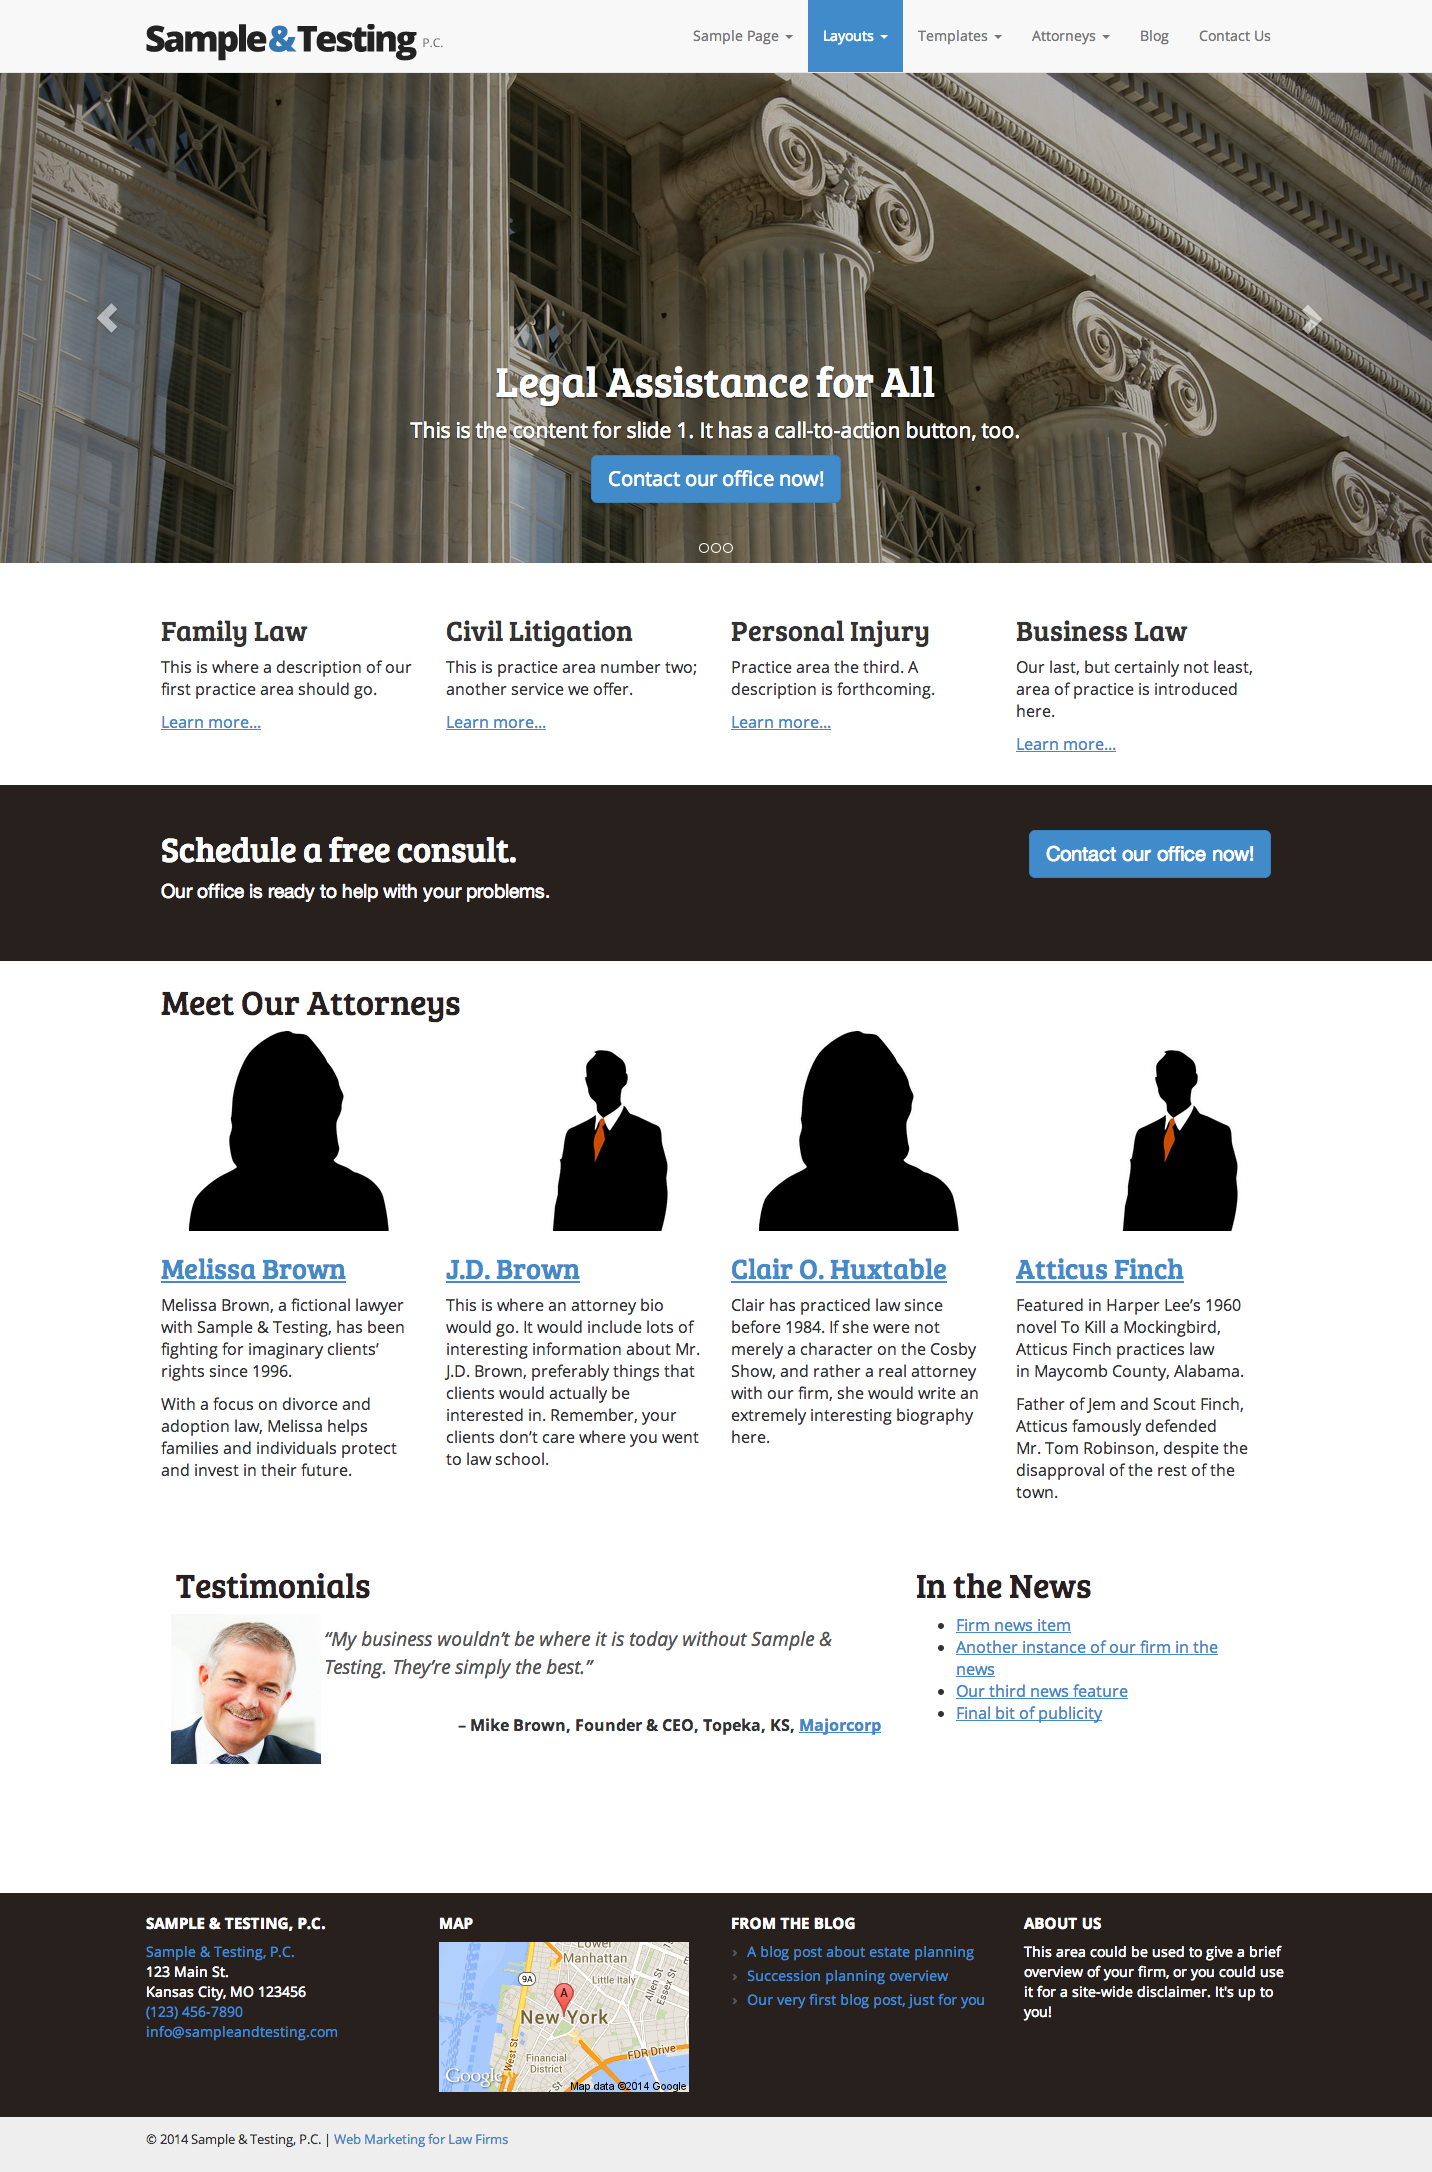 Sample&Testing P.C.
Sample Page Layouts Templates Attorneys Blog Contact Us
Legal Assistance for All
This is the content for slide 1. It has a call-to-action button, too.
Contact our office now!
Family Law
This is where a description of our
first practice area should go.
Learn more...
Civil Litigation
This is practice area number two;
another service we offer.
Learn more...
Personal Injury
Practice area the third. A
description is forthcoming.
Learn more...
Business Law
Our last, but certainly not least,
area of practice is introduced
here.
Learn more...
Schedule a free consult.
Our office is ready to help with your problems.
Contact our office now!
Meet Our Attorneys
Melissa Brown
Melissa Brown, a fictional lawyer
with Sample & Testing, has been
fighting for imaginary clients’
rights since 1996.
With a focus on divorce and
adoption law, Melissa helps
families and individuals protect
and invest in their future.
J.D. Brown
This is where an attorney bio
would go. It would include lots of
interesting information about Mr.
J.D. Brown, preferably things that
clients would actually be
interested in. Remember, your
clients don’t care where you went
to law school.
Clair O. Huxtable
Clair has practiced law since
before 1984. If she were not
merely a character on the Cosby
Show, and rather a real attorney
with our firm, she would write an
extremely interesting biography
here.
Atticus Finch
Featured in Harper Lee’s 1960
novel To Kill a Mockingbird,
Atticus Finch practices law
in Maycomb County, Alabama.
Father of Jem and Scout Finch,
Atticus famously defended
Mr. Tom Robinson, despite the
disapproval of the rest of the
town.
Testimonials
“My business wouldn’t be where it is today without Sample &
Testing. They’re simply the best.”
– Mike Brown, Founder & CEO, Topeka, KS, Majorcorp
In the News
Firm news item
Another instance of our firm in the
news
Our third news feature
Final bit of publicity
SAMPLE & TESTING, P.C.
Sample & Testing, P.C.
123 Main St.
Kansas City, MO 123456
(123) 456-7890
info@sampleandtesting.com
MAP
Lower
Manhattan
9A
Little Italy
Allen St
Essex St
A
New York
West St
Financial
District
FDR Drive
St
Google
Map data ©2014 Google
FROM THE BLOG
› A blog post about estate planning
› Succession planning overview
› Our very first blog post, just for you
ABOUT US
This area could be used to give a brief
overview of your firm, or you could use
it for a site-wide disclaimer. It's up to
you!
© 2014 Sample & Testing, P.C. | Web Marketing for Law Firms